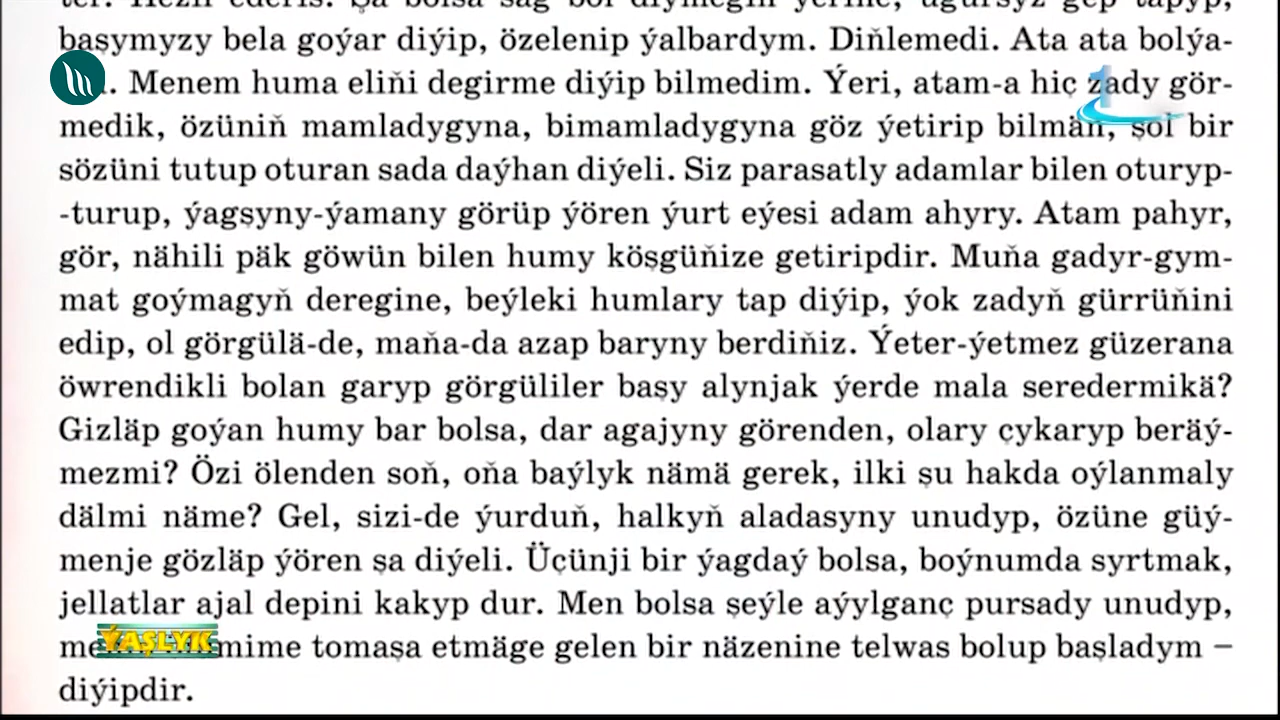 başymyzy bela goýar diýip, özelenip ýalbardym. Diňlemedi. Ata ata bolýa-
Menem huma eliňi degirme diýip bilmedim. Ýeri, atam-a hiç zady gör-
medik, özüniň mamladygyna, bimamladygyna göz ýetirip bilmän, şol bir
sözüni tutup oturan sada daýhan diýeli. Siz parasatly adamlar bilen oturyp-
-turup, ýagşyny-ýamany görüp ýören ýurt eýesi adam ahyry. Atam pahyr,
gör, nähili päk göwün bilen humy köşgüňize getiripdir. Muňa gadyr-gym-
mat goýmagyň deregine, beýleki humlary tap diýip, ýok zadyň gürrüňini
edip, ol görgülä-de, maňa-da azap baryny berdiňiz. Ýeter-ýetmez güzerana
öwrendikli bolan garyp görgüliler başy alynjak ýerde mala seredermikä?
Gizläp goýan humy bar bolsa, dar agajyny görenden, olary çykaryp beräý-
mezmi? Özi ölenden soň, oňa baýlyk nämä gerek, ilki şu hakda oýlanmaly
dälmi näme? Gel, sizi-de ýurduň, halkyň aladasyny unudyp, özüne güý-
menje gözläp ýören şa diýeli. Üçünji bir ýagdaý bolsa, boýnumda syrtmak,
jellatlar ajal depini kakyp dur. Men bolsa şeýle aýylganç pursady unudyp,
mime tomaşa etmäge gelen bir näzenine telwas bolup başladym –
diýipdir.
ÝAŞLYK
1